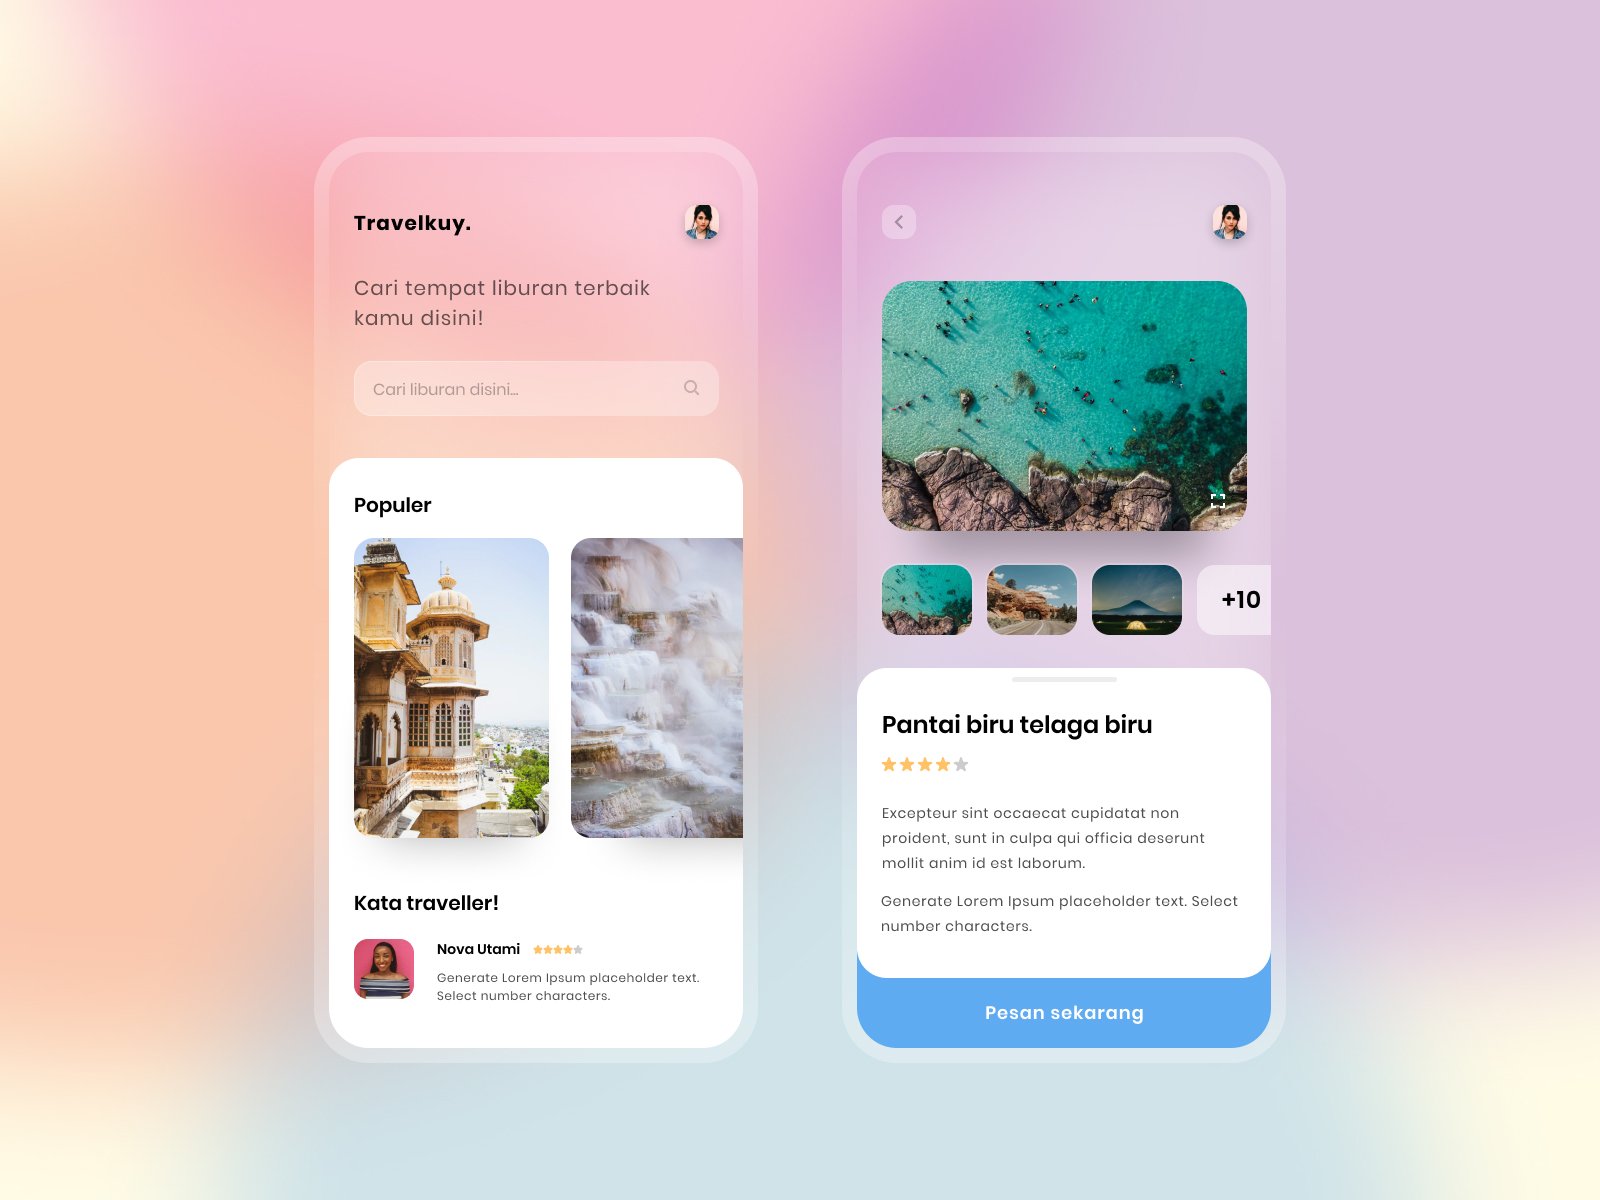 Travelkuy.
Cari tempat liburan terbaik
kamu disini!
Cari liburan disini...
Populer
Kata traveller!
Nova Utami
Generate Lorem Ipsum placeholder text.
Select number characters.
+10
Pantai biru telaga biru
Excepteur sint occaecat cupidatat non
proident, sunt in culpa qui officia deserunt
mollit anim id est laborum.
Generate Lorem Ipsum placeholder text. Select
number characters.
Pesan sekarang